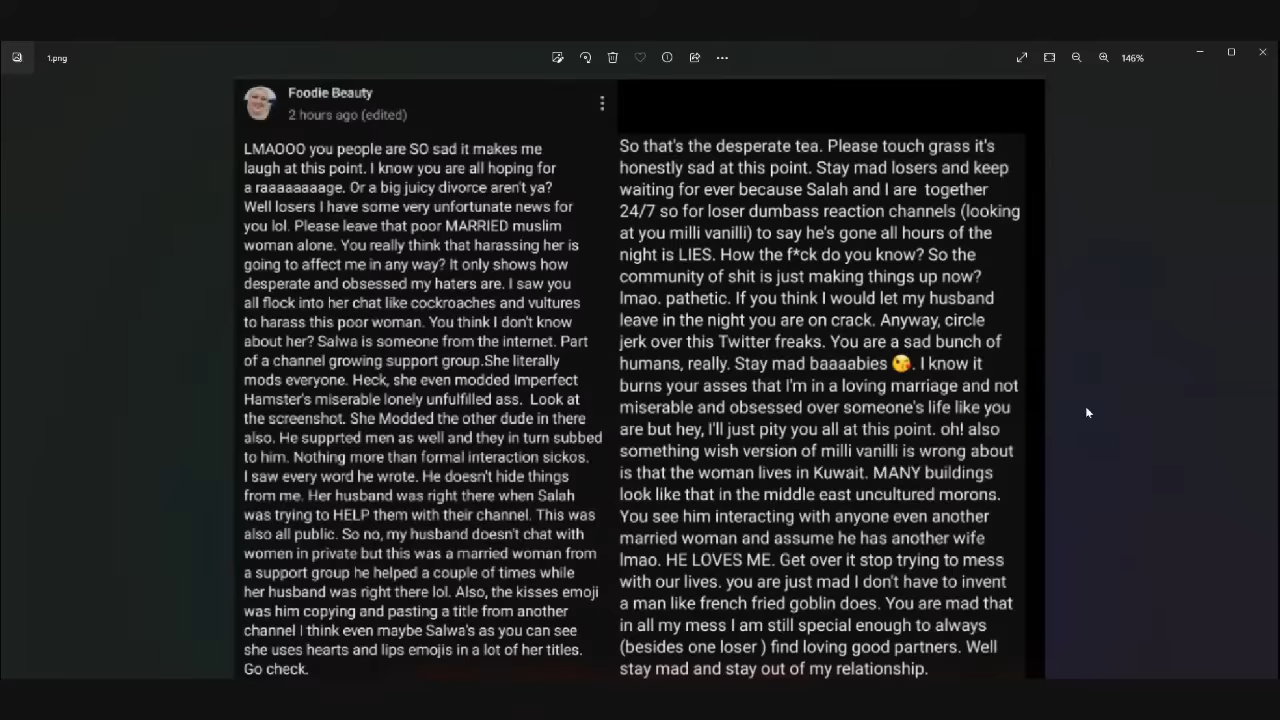 1.png
146%
Foodie Beauty
2 hours ago (edited)
LMAOOO you people are SO sad it makes me
laugh at this point. I know you are all hoping for
a raaaaaaaage. Or a big juicy divorce aren't ya?
Well losers I have some very unfortunate news for
you lol. Please leave that poor MARRIED muslim
woman alone. You really think that harassing her is
going to affect me in any way? It only shows how
desperate and obsessed my haters are. I saw you
all flock into her chat like cockroaches and vultures
to harass this poor woman. You think I don't know
about her? Salwa is someone from the internet. Part
of a channel growing support group.She literally
mods everyone. Heck, she even modded Imperfect
Hamster's miserable lonely unfulfilled ass. Look at
the screenshot. She Modded the other dude in there
also. He supprted men as well and they in turn subbed
to him. Nothing more than formal interaction sickos.
I saw every word he wrote. He doesn't hide things
from me. Her husband was right there when Salah
was trying to HELP them with their channel. This was
also all public. So no, my husband doesn't chat with
women in private but this was a married woman from
a support group he helped a couple of times while
her husband was right there lol. Also, the kisses emoji
was him copying and pasting a title from another
channel I think even maybe Salwa's as you can see
she uses hearts and lips emojis in a lot of her titles.
Go check.
So that's the desperate tea. Please touch grass it's
honestly sad at this point. Stay mad losers and keep
waiting for ever because Salah and I are together
24/7 so for loser dumbass reaction channels (looking
at you milli vanilli) to say he's gone all hours of the
night is LIES. How the f*ck do you know? So the
community of shit is just making things up now?
lmao. pathetic. If you think I would let my husband
leave in the night you are on crack. Anyway, circle
jerk over this Twitter freaks. You are a sad bunch of
humans, really. Stay mad baaaabies 😘. I know it
burns your asses that I'm in a loving marriage and not
miserable and obsessed over someone's life like you
are but hey, I'll just pity you all at this point. oh! also
something wish version of milli vanilli is wrong about
is that the woman lives in Kuwait. MANY buildings
look like that in the middle east uncultured morons.
You see him interacting with anyone even another
married woman and assume he has another wife
lmao. HE LOVES ME. Get over it stop trying to mess
with our lives. you are just mad I don't have to invent
a man like french fried goblin does. You are mad that
in all my mess I am still special enough to always
(besides one loser ) find loving good partners. Well
stay mad and stay out of my relationship.